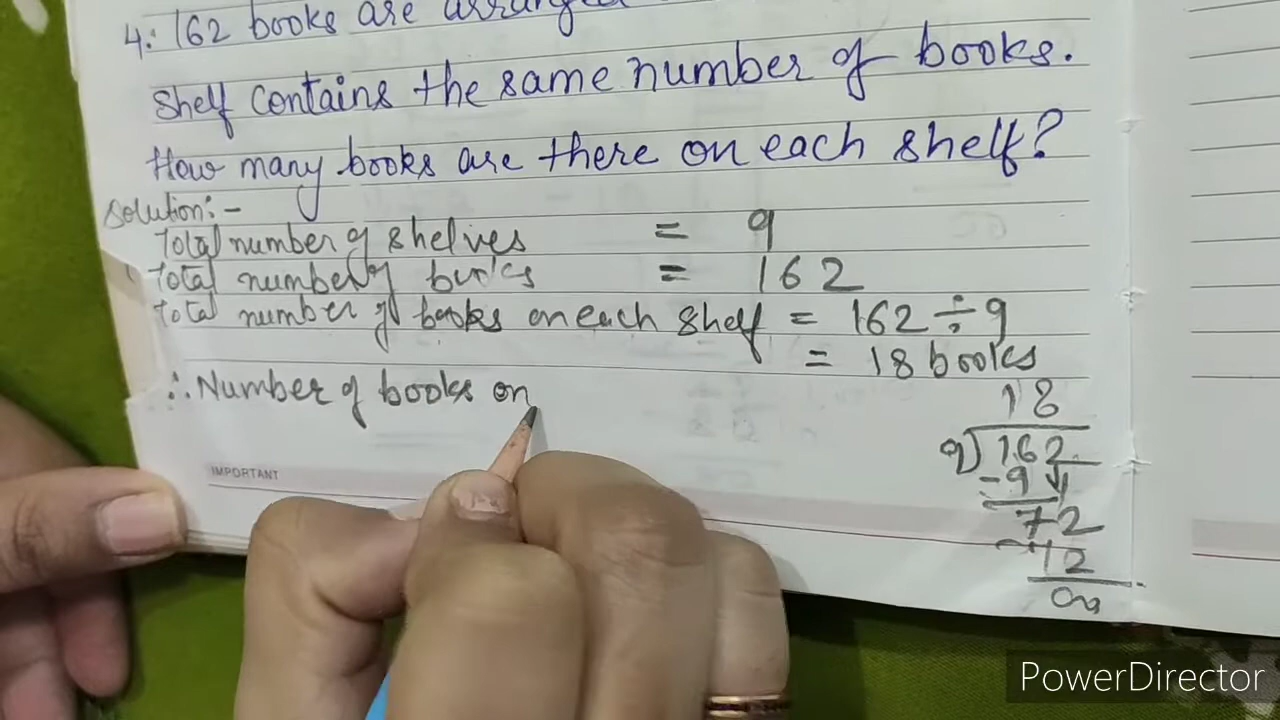 4: 162 books are arranged
shelf contains the same number of books.
How many books are there on each shelf?
Solution:-
Total number of shelves = 9
Total number of books = 162
Total number of books on each shelf = 162 ÷ 9
= 18 books
∴ Number of books on
18
9) 162
- 9 ↓
72
- 72
0
IMPORTANT
PowerDirector